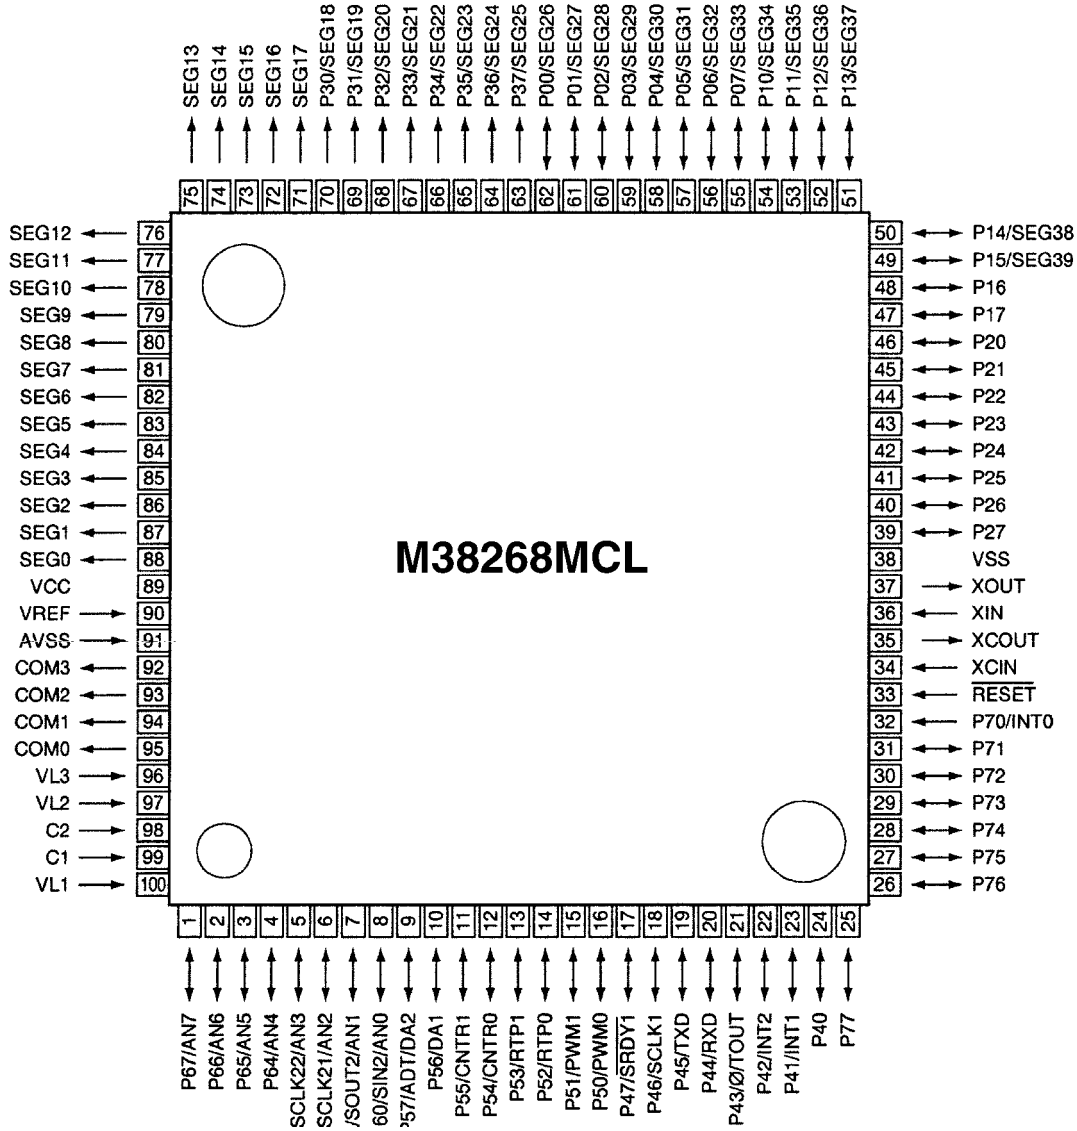 SEG13
SEG14
SEG15
SEG16
SEG17
P30/SEG18
P31/SEG19
P32/SEG20
P33/SEG21
P34/SEG22
P35/SEG23
P36/SEG24
P37/SEG25
P00/SEG26
P01/SEG27
P02/SEG28
P03/SEG29
P04/SEG30
P05/SEG31
P06/SEG32
P07/SEG33
P10/SEG34
P11/SEG35
P12/SEG36
P13/SEG37
75 74 73 72 71 70 69 68 67 66 65 64 63 62 61 60 59 58 57 56 55 54 53 52 51
SEG12 76
SEG11 77
SEG10 78
SEG9 79
SEG8 80
SEG7 81
SEG6 82
SEG5 83
SEG4 84
SEG3 85
SEG2 86
SEG1 87
SEG0 88
VCC 89
VREF 90
AVSS 91
COM3 92
COM2 93
COM1 94
COM0 95
VL3 96
VL2 97
C2 98
C1 99
VL1 100
M38268MCL
50 P14/SEG38
49 P15/SEG39
48 P16
47 P17
46 P20
45 P21
44 P22
43 P23
42 P24
41 P25
40 P26
39 P27
38 VSS
37 XOUT
36 XIN
35 XCOUT
34 XCIN
33 RESET
32 P70/INT0
31 P71
30 P72
29 P73
28 P74
27 P75
26 P76
1 2 3 4 5 6 7 8 9 10 11 12 13 14 15 16 17 18 19 20 21 22 23 24 25
P67/AN7
P66/AN6
P65/AN5
P64/AN4
SCLK22/AN3
SCLK21/AN2
/SOUT2/AN1
60/SIN2/AN0
P57/ADT/DA2
P56/DA1
P55/CNTR1
P54/CNTR0
P53/RTP1
P52/RTP0
P51/PWM1
P50/PWM0
P47/SRDY1
P46/SCLK1
P45/TXD
P44/RXD
P43/Ø/TOUT
P42/INT2
P41/INT1
P40
P77